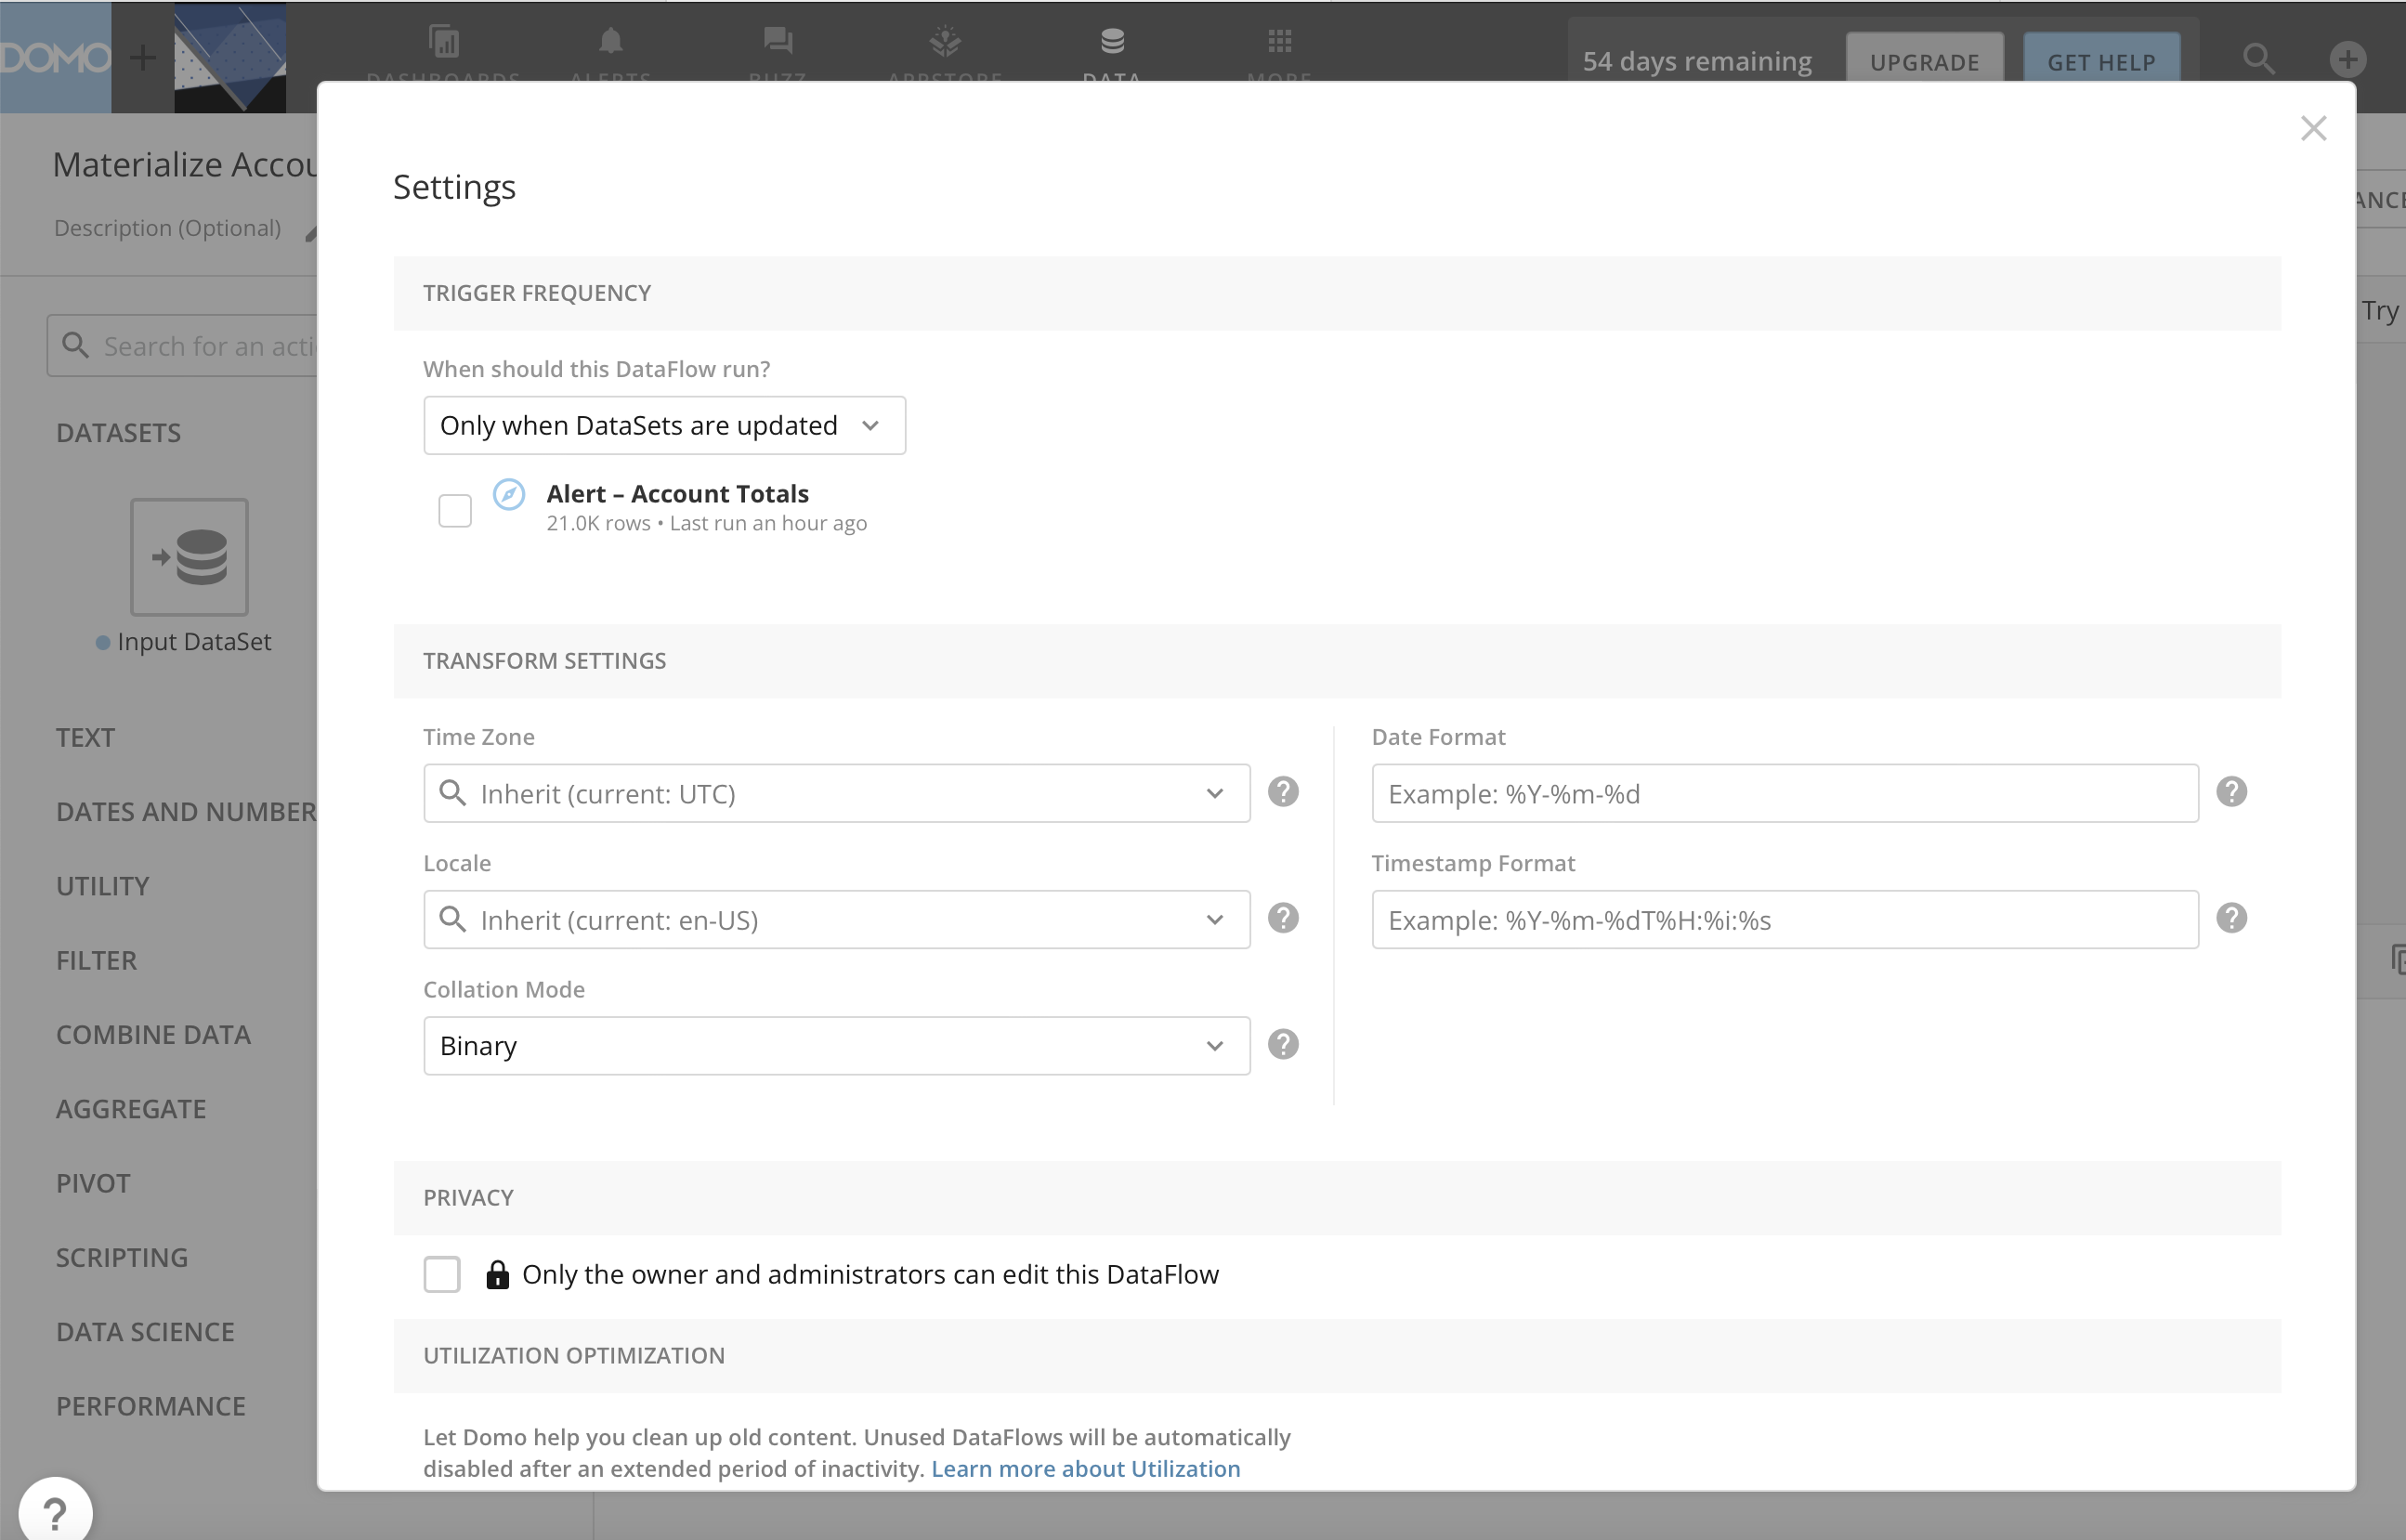 DOMO
DASHBOARDS
ALERTS
BUZZ
APPSTORE
DATA
MORE
54 days remaining
UPGRADE
GET HELP
Materialize Accou
Description (Optional)
Settings
ANCE
TRIGGER FREQUENCY
Try
Search for an acti
When should this DataFlow run?
Only when DataSets are updated
DATASETS
Alert – Account Totals
21.0K rows • Last run an hour ago
Input DataSet
TRANSFORM SETTINGS
TEXT
Time Zone
Date Format
Inherit (current: UTC)
Example: %Y-%m-%d
DATES AND NUMBER
Locale
Timestamp Format
UTILITY
Inherit (current: en-US)
Example: %Y-%m-%dT%H:%i:%s
FILTER
Collation Mode
COMBINE DATA
Binary
AGGREGATE
PIVOT
PRIVACY
SCRIPTING
Only the owner and administrators can edit this DataFlow
DATA SCIENCE
UTILIZATION OPTIMIZATION
PERFORMANCE
Let Domo help you clean up old content. Unused DataFlows will be automatically
disabled after an extended period of inactivity. Learn more about Utilization